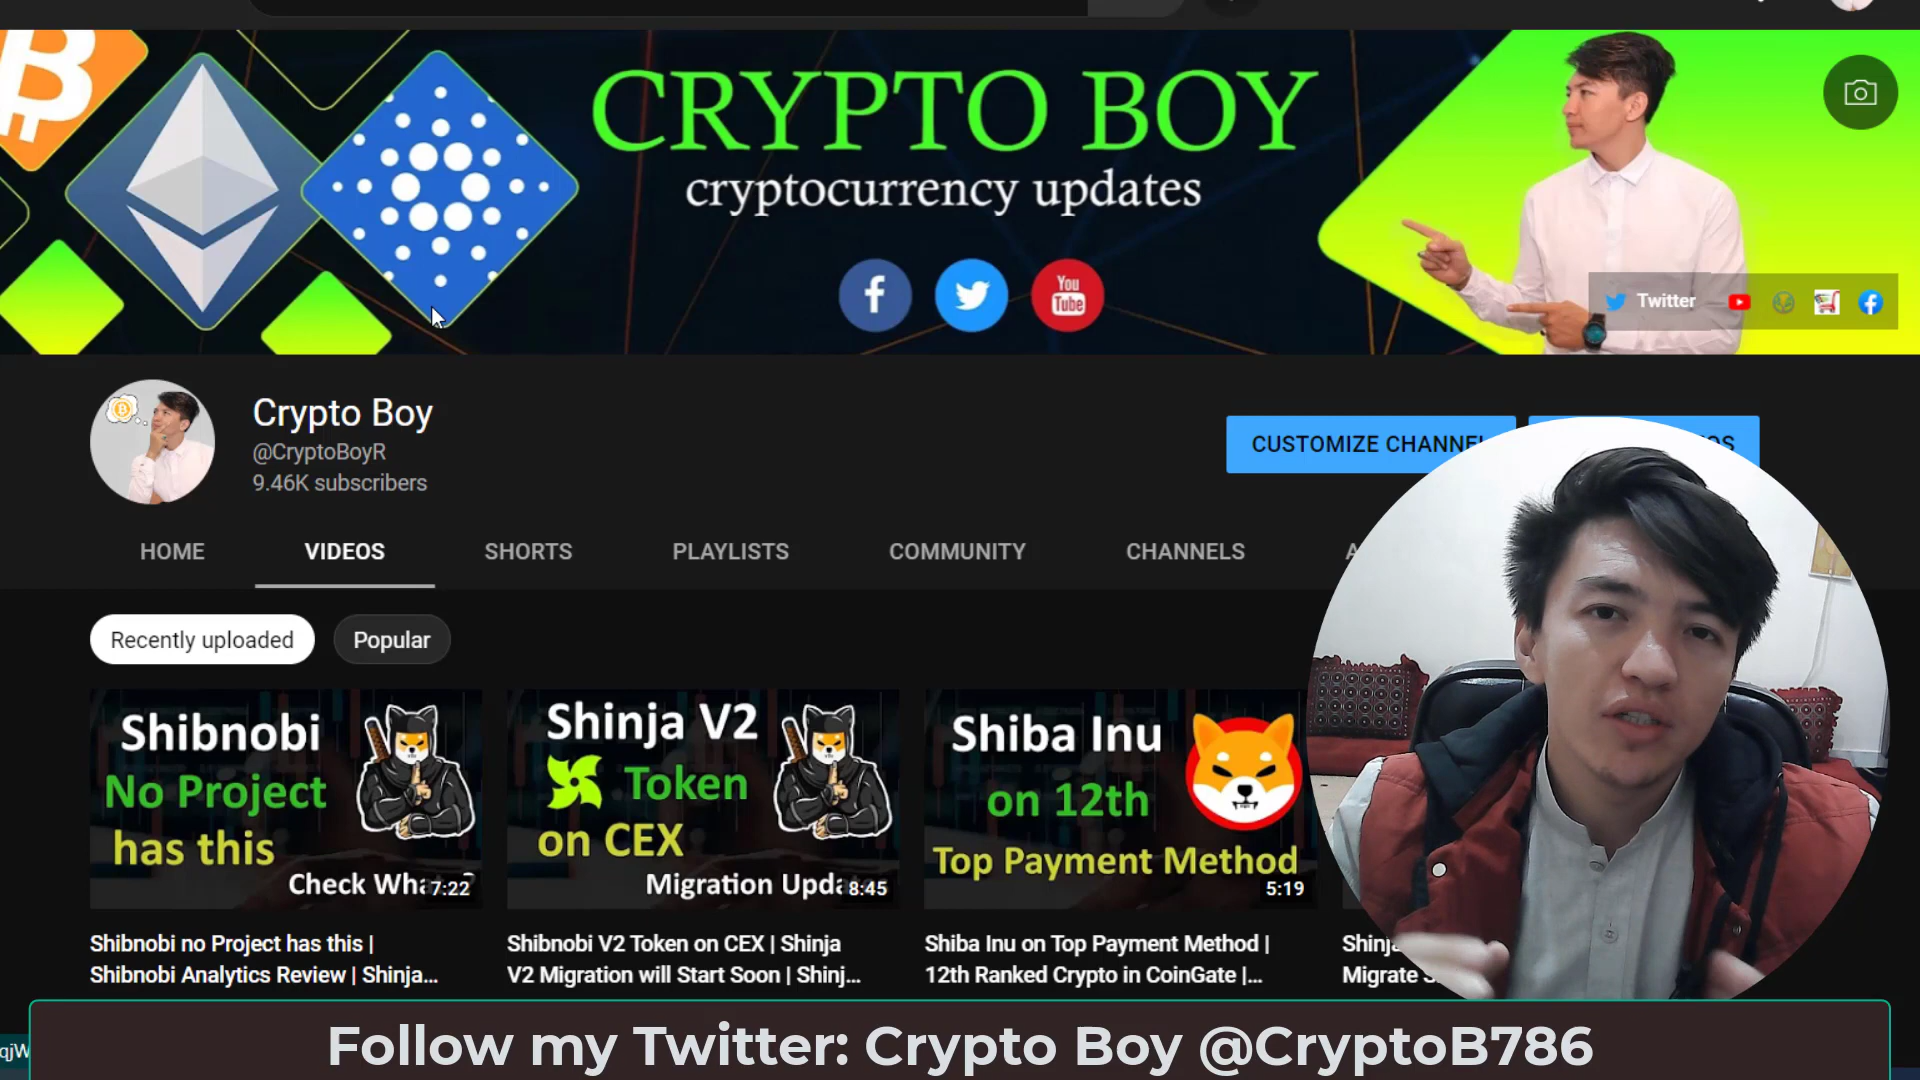 CRYPTO BOY
cryptocurrency updates
You
Tube
Twitter
Crypto Boy
@CryptoBoyR
9.46K subscribers
CUSTOMIZE CHANNEL
HOME
VIDEOS
SHORTS
PLAYLISTS
COMMUNITY
CHANNELS
Recently uploaded
Popular
Shibnobi
No Project
has this
Check
7:22
Shinja V2
Token
on CEX
Migration
8:45
Shiba Inu
on 12th
Top Payment Method
5:19
Shibnobi no Project has this |
Shibnobi Analytics Review | Shinja...
Shibnobi V2 Token on CEX | Shinja
V2 Migration will Start Soon | Shinj...
Shiba Inu on Top Payment Method |
12th Ranked Crypto in CoinGate |...
Migrate
Follow my Twitter: Crypto Boy @CryptoB786